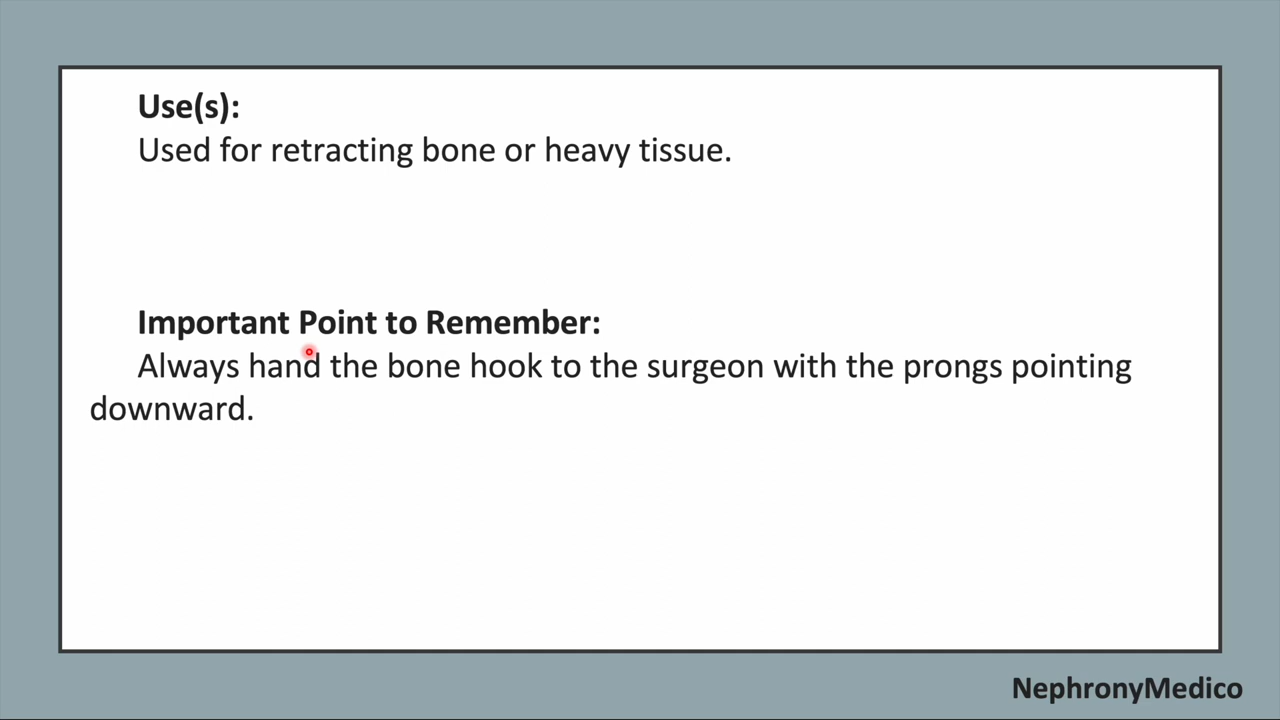 Use(s):
Used for retracting bone or heavy tissue.
Important Point to Remember:
Always hand the bone hook to the surgeon with the prongs pointing
downward.
NephronyMedico